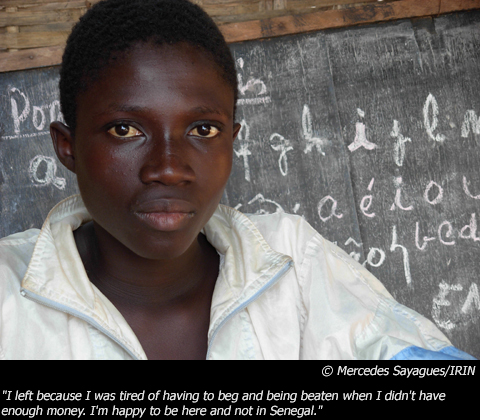 g h i j l
a e é i o u
© Mercedes Sayagues/IRIN
"I left because I was tired of having to beg and being beaten when I didn't have
enough money. I'm happy to be here and not in Senegal."